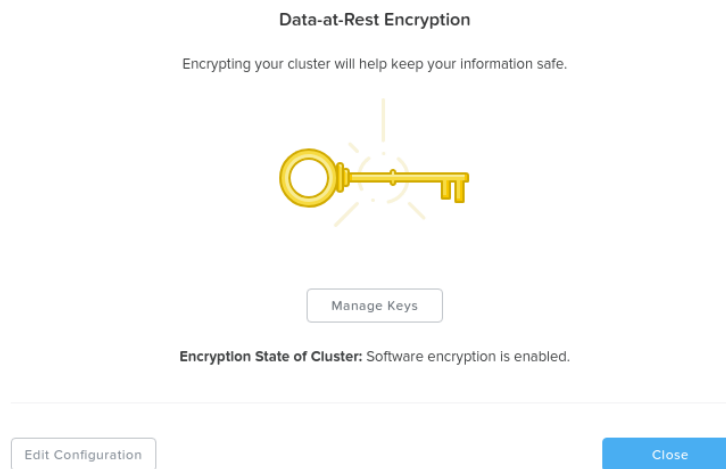 Data-at-Rest Encryption
Encrypting your cluster will help keep your information safe.
Manage Keys
Encryption State of Cluster: Software encryption is enabled.
Edit Configuration
Close